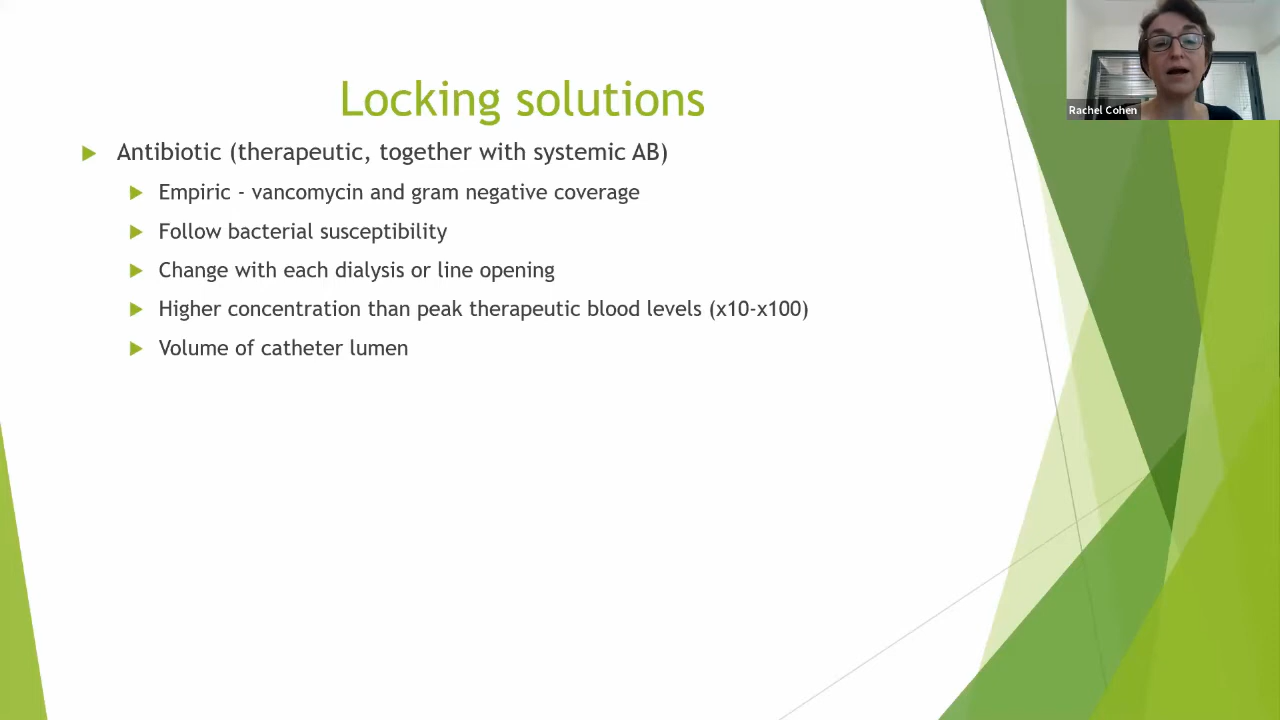 Locking solutions
Antibiotic (therapeutic, together with systemic AB)
Empiric - vancomycin and gram negative coverage
Follow bacterial susceptibility
Change with each dialysis or line opening
Higher concentration than peak therapeutic blood levels (x10-x100)
Volume of catheter lumen
Rachel Cohen